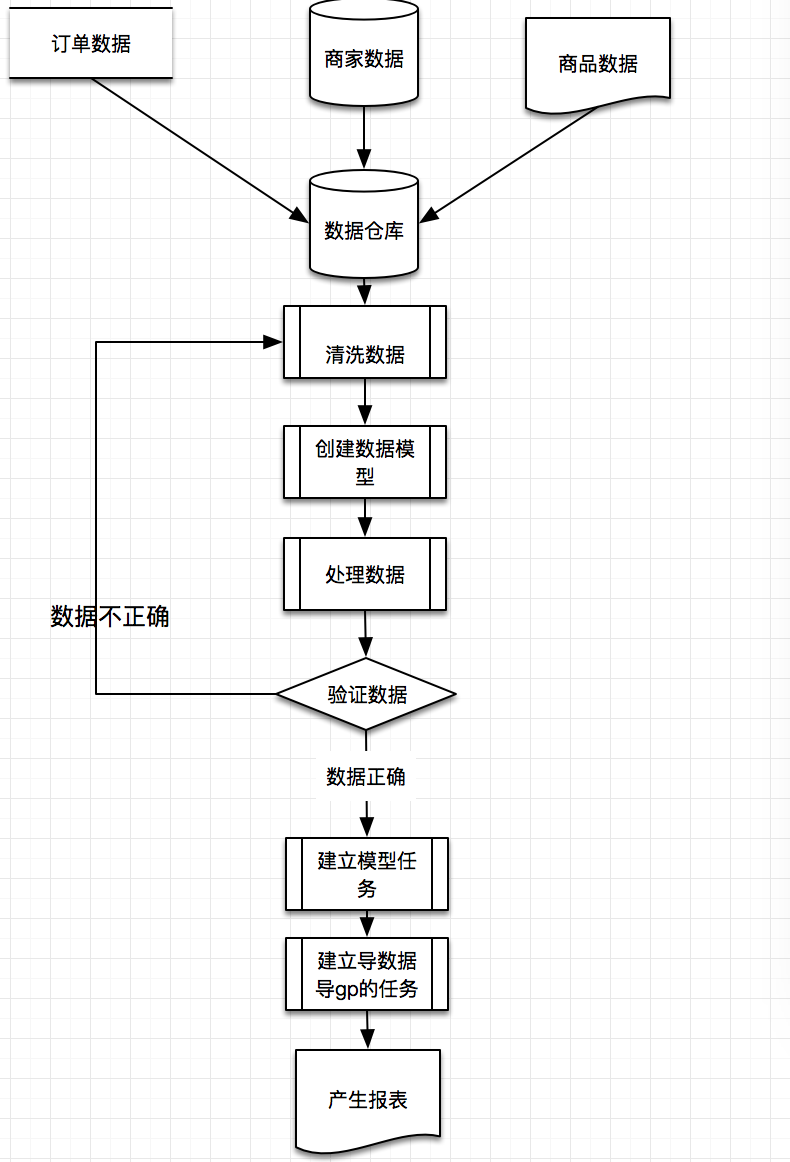 订单数据
商家数据
商品数据
数据仓库
清洗数据
创建数据模
型
处理数据
数据不正确
验证数据
数据正确
建立模型任
务
建立导数据
导gp的任务
产生报表